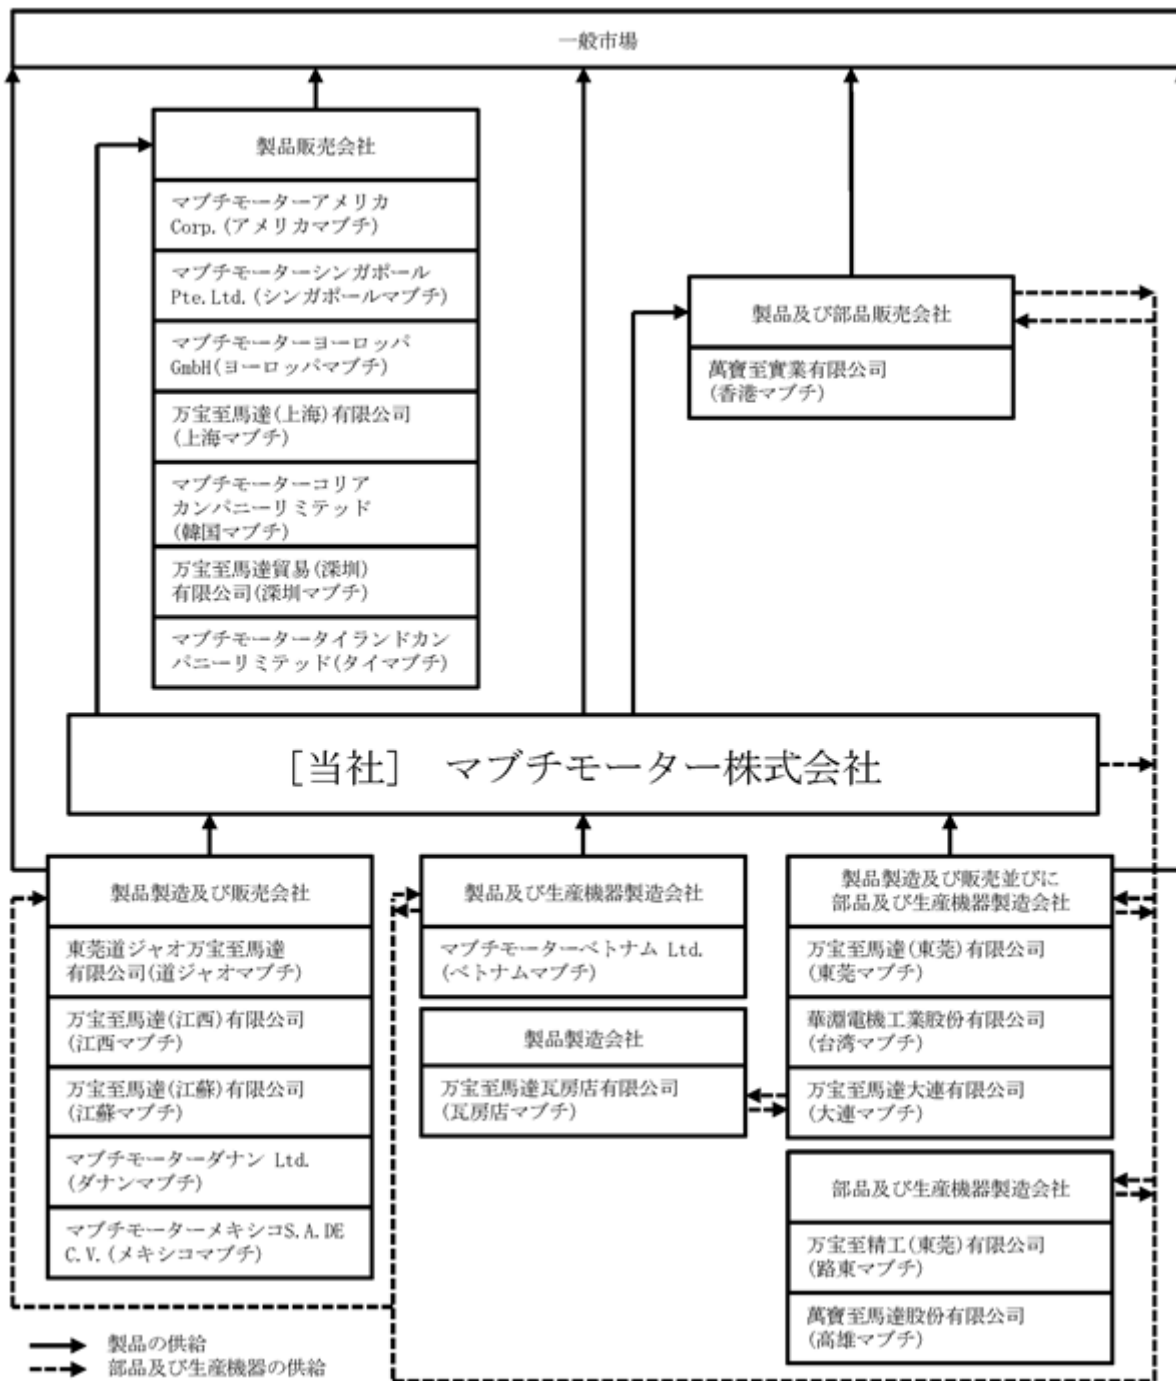 一般市場
製品販売会社
マブチモーターアメリカ
Corp.(アメリカマブチ)
マブチモーターシンガポール
Pte.Ltd.(シンガポールマブチ)
マブチモーターヨーロッパ
GmbH(ヨーロッパマブチ)
万宝至馬達(上海)有限公司
(上海マブチ)
マブチモーターコリア
カンパニーリミテッド
(韓国マブチ)
万宝至馬達貿易(深圳)
有限公司(深圳マブチ)
マブチモータータイランドカン
パニーリミテッド(タイマブチ)
製品及び部品販売会社
萬寶至實業有限公司
(香港マブチ)
[当社] マブチモーター株式会社
製品製造及び販売会社
東莞道ジャオ万宝至馬達
有限公司(道ジャオマブチ)
万宝至馬達(江西)有限公司
(江西マブチ)
万宝至馬達(江蘇)有限公司
(江蘇マブチ)
マブチモーターダナン Ltd.
(ダナンマブチ)
マブチモーターメキシコS.A.DE
C.V.(メキシコマブチ)
製品及び生産機器製造会社
マブチモーターベトナム Ltd.
(ベトナムマブチ)
製品製造会社
万宝至馬達瓦房店有限公司
(瓦房店マブチ)
製品製造及び販売並びに
部品及び生産機器製造会社
万宝至馬達(東莞)有限公司
(東莞マブチ)
華淵電機工業股份有限公司
(台湾マブチ)
万宝至馬達大連有限公司
(大連マブチ)
部品及び生産機器製造会社
万宝至精工(東莞)有限公司
(路東マブチ)
萬寶至馬達股份有限公司
(高雄マブチ)
製品の供給
部品及び生産機器の供給